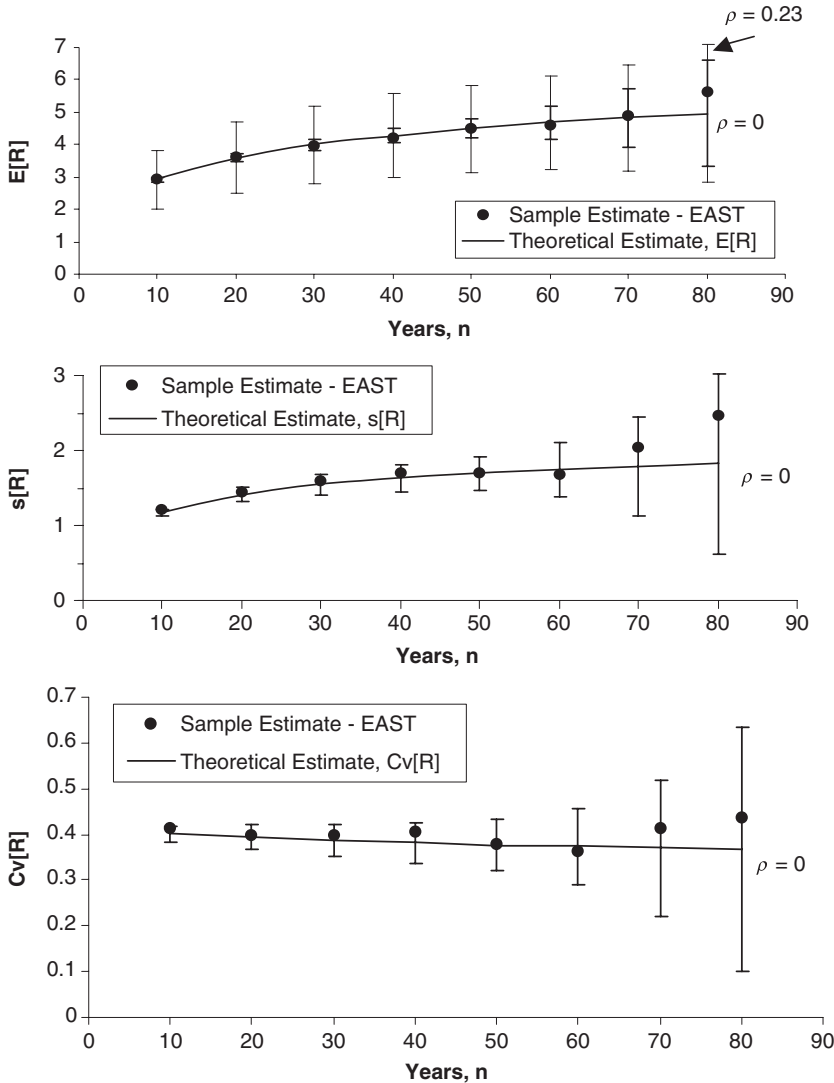 ρ = 0.23
7
6
5
4
3
2
1
0
E[R]
ρ = 0
Sample Estimate - EAST
Theoretical Estimate, E[R]
0 10 20 30 40 50 60 70 80 90
Years, n
3
2
1
0
s[R]
Sample Estimate - EAST
Theoretical Estimate, s[R]
ρ = 0
0 10 20 30 40 50 60 70 80 90
Years, n
0.7
0.6
0.5
0.4
0.3
0.2
0.1
0
Cv[R]
Sample Estimate - EAST
Theoretical Estimate, Cv[R]
ρ = 0
0 10 20 30 40 50 60 70 80 90
Years, n